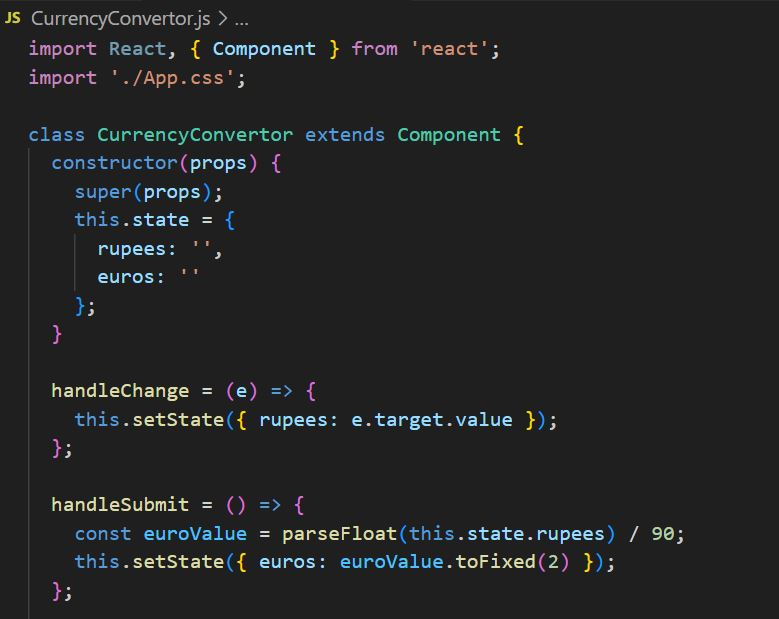 JS CurrencyConvertor.js > ...
import React, { Component } from 'react';
import './App.css';
class CurrencyConvertor extends Component {
constructor(props) {
super(props);
this.state = {
rupees: '',
euros: ''
};
}
handleChange = (e) => {
this.setState({ rupees: e.target.value });
};
handleSubmit = () => {
const euroValue = parseFloat(this.state.rupees) / 90;
this.setState({ euros: euroValue.toFixed(2) });
};